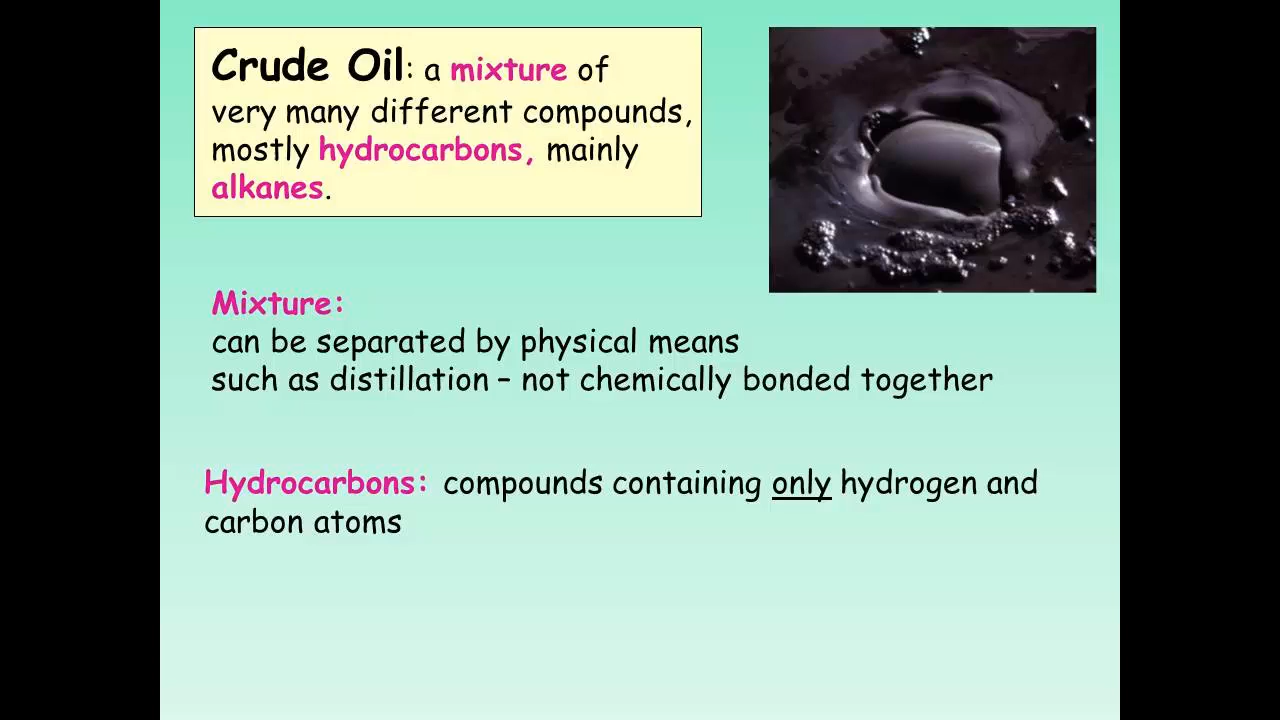 Crude Oil: a mixture of
very many different compounds,
mostly hydrocarbons, mainly
alkanes.
Mixture:
can be separated by physical means
such as distillation – not chemically bonded together
Hydrocarbons: compounds containing only hydrogen and
carbon atoms